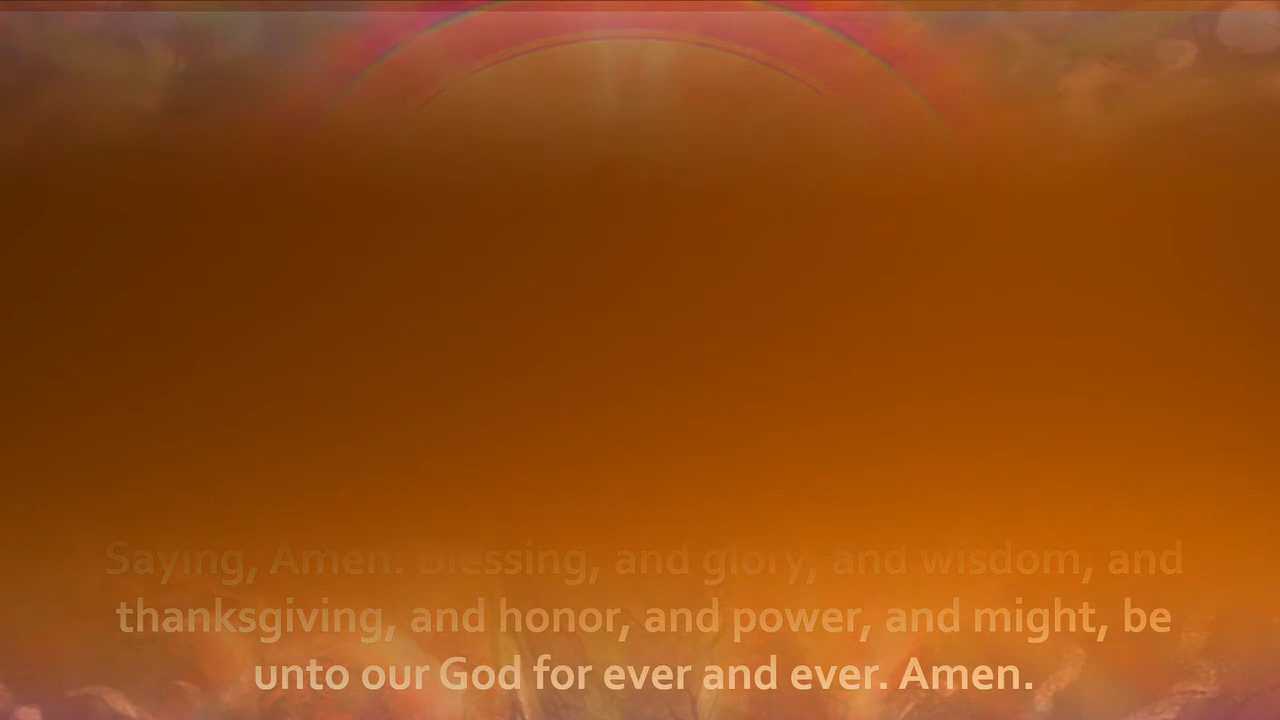 Saying, Amen: Blessing, and glory, and wisdom, and
thanksgiving, and honor, and power, and might, be
unto our God for ever and ever. Amen.